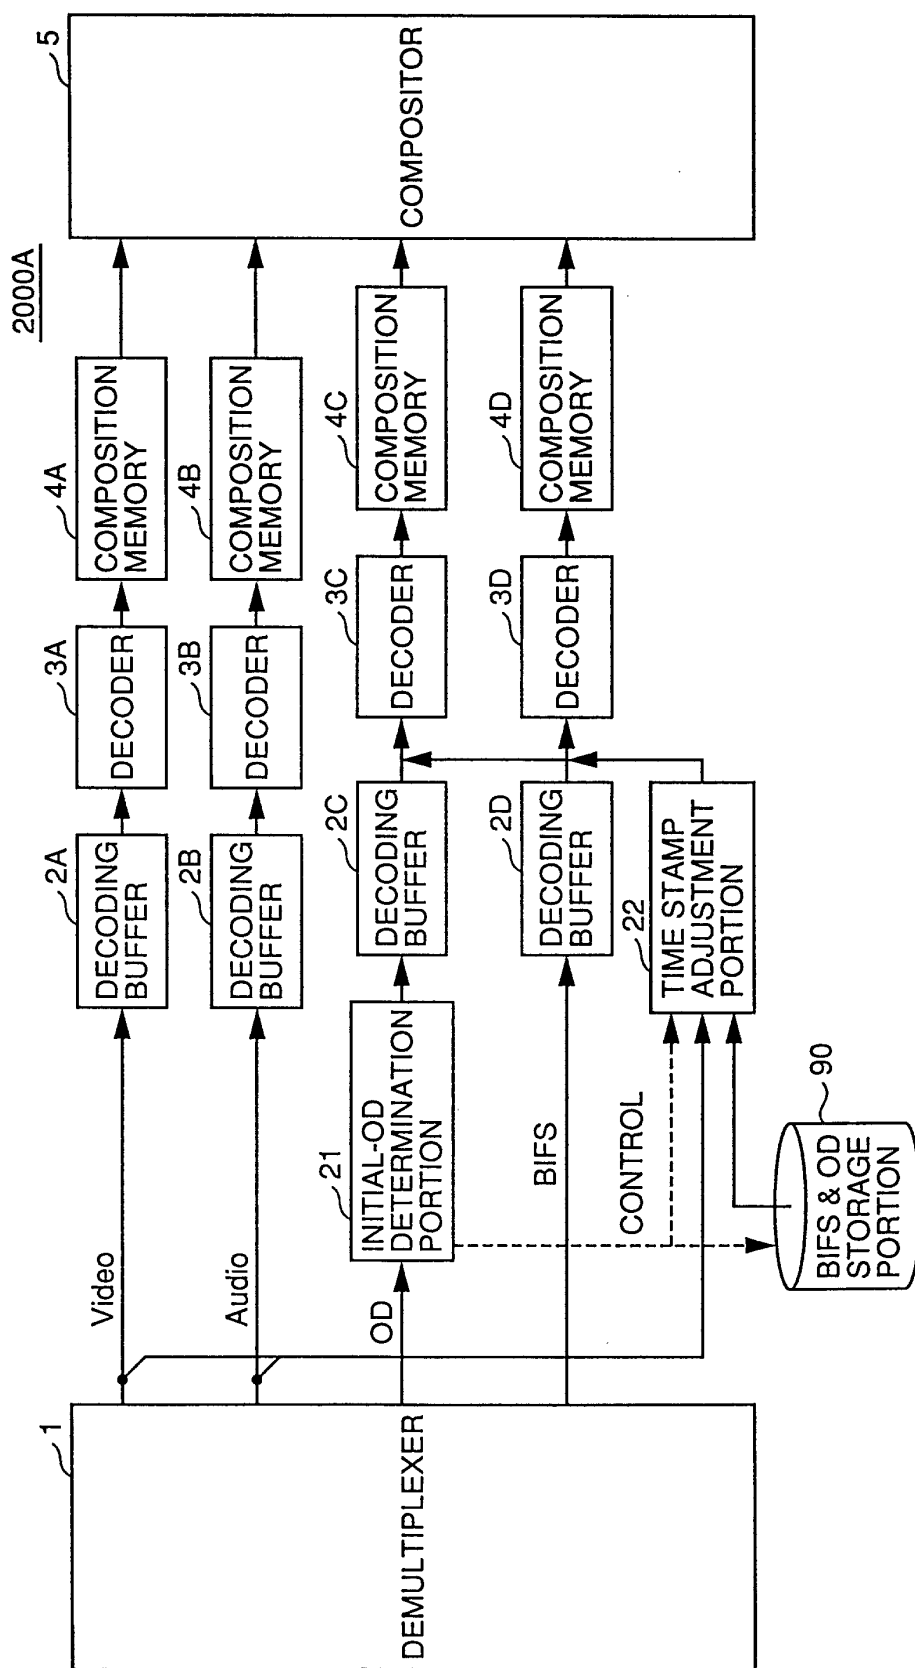 2000A
1
DEMULTIPLEXER
Video
2A
DECODING
BUFFER
3A
DECODER
4A
COMPOSITION
MEMORY
5
COMPOSITOR
Audio
2B
DECODING
BUFFER
3B
DECODER
4B
COMPOSITION
MEMORY
OD
21
INITIAL-OD
DETERMINATION
PORTION
2C
DECODING
BUFFER
3C
DECODER
4C
COMPOSITION
MEMORY
BIFS
2D
DECODING
BUFFER
3D
DECODER
4D
COMPOSITION
MEMORY
CONTROL
22
TIME STAMP
ADJUSTMENT
PORTION
90
BIFS & OD
STORAGE
PORTION